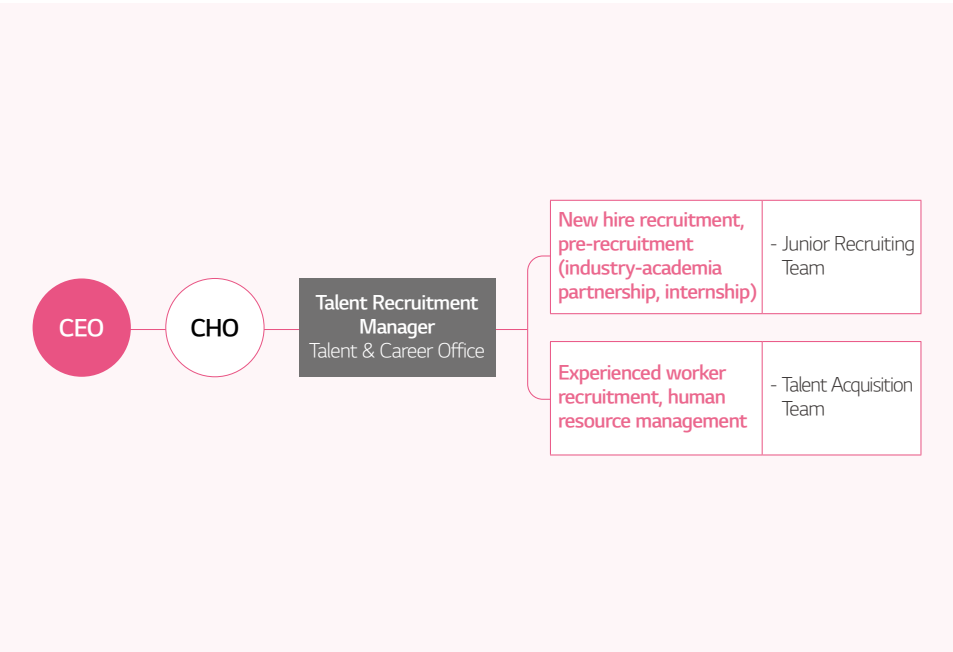 CEO
CHO
Talent Recruitment
Manager
Talent & Career Office
New hire recruitment,
pre-recruitment
(industry-academia
partnership, internship)
- Junior Recruiting
Team
Experienced worker
recruitment, human
resource management
- Talent Acquisition
Team